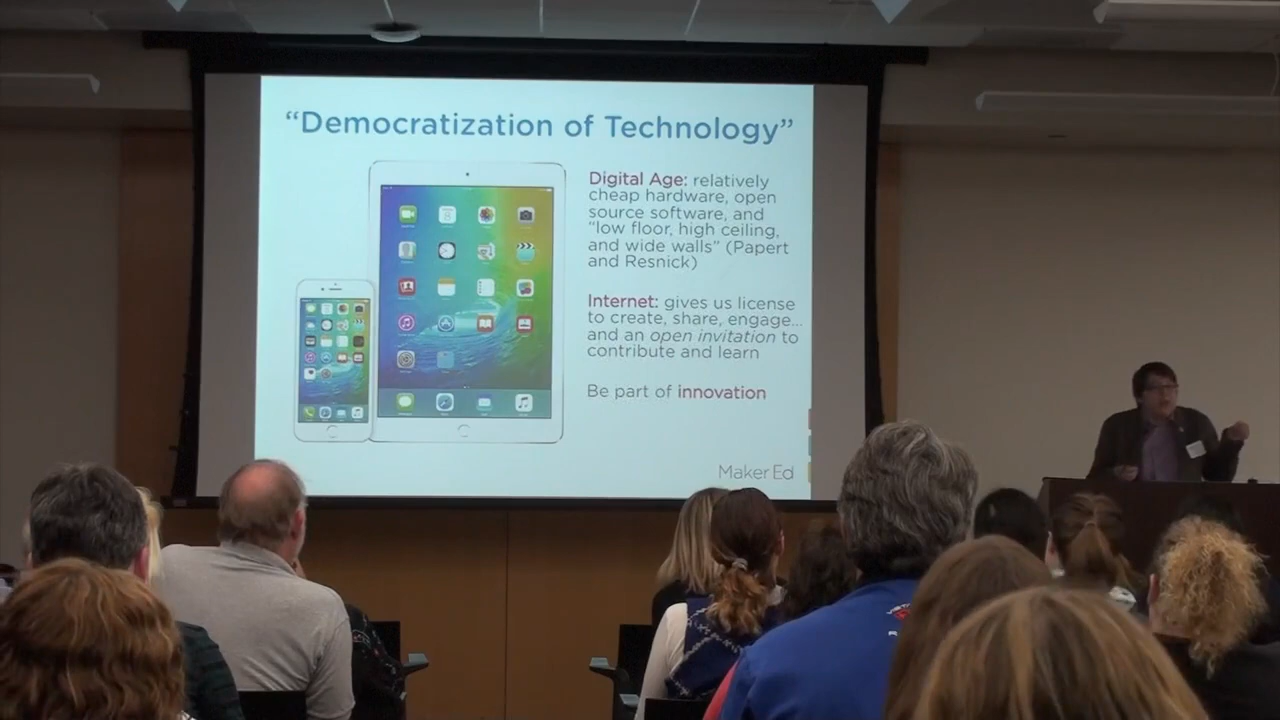 “Democratization of Technology”
Digital Age: relatively
cheap hardware, open
source software, and
“low floor, high ceiling,
and wide walls” (Papert
and Resnick)
Internet: gives us license
to create, share, engage...
and an open invitation to
contribute and learn
Be part of innovation
Maker Ed